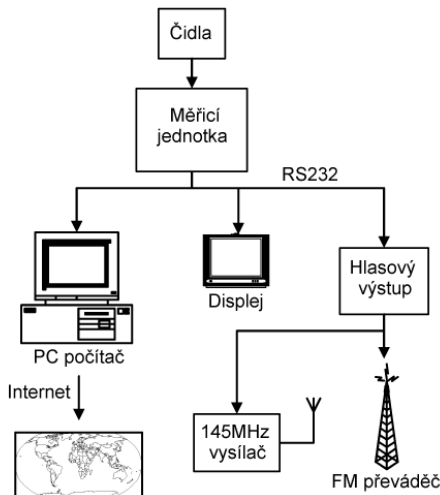 Čidla
Měřicí
jednotka
RS232
Displej
Hlasový
výstup
PC počítač
Internet
145MHz
vysílač
FM převáděč